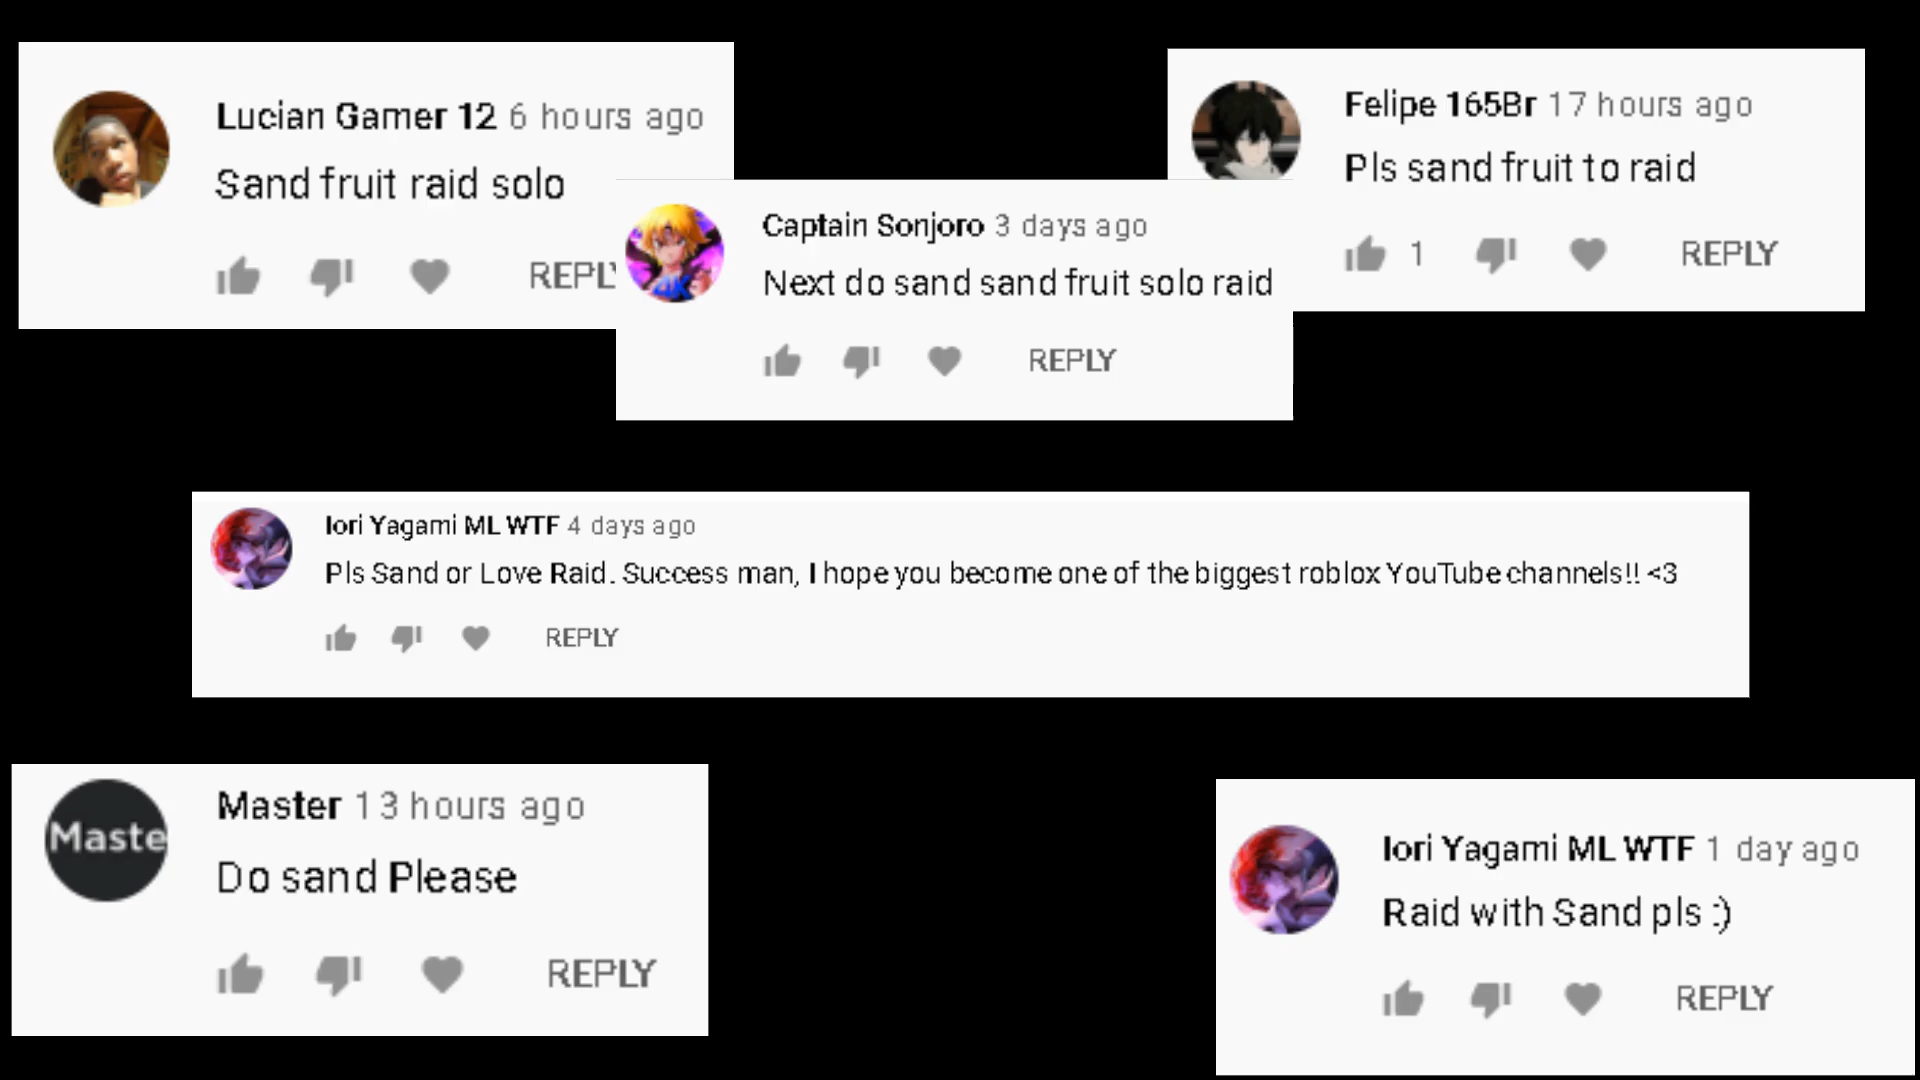 Lucian Gamer 12 6 hours ago
Sand fruit raid solo
REPLY
Felipe 165Br 17 hours ago
Pls sand fruit to raid
1 REPLY
Captain Sonjoro 3 days ago
Next do sand sand fruit solo raid
REPLY
4K
Iori Yagami ML WTF 4 days ago
Pls Sand or Love Raid. Success man, I hope you become one of the biggest roblox YouTube channels!! <3
REPLY
Maste
Master 13 hours ago
Do sand Please
REPLY
Iori Yagami ML WTF 1 day ago
Raid with Sand pls :)
REPLY